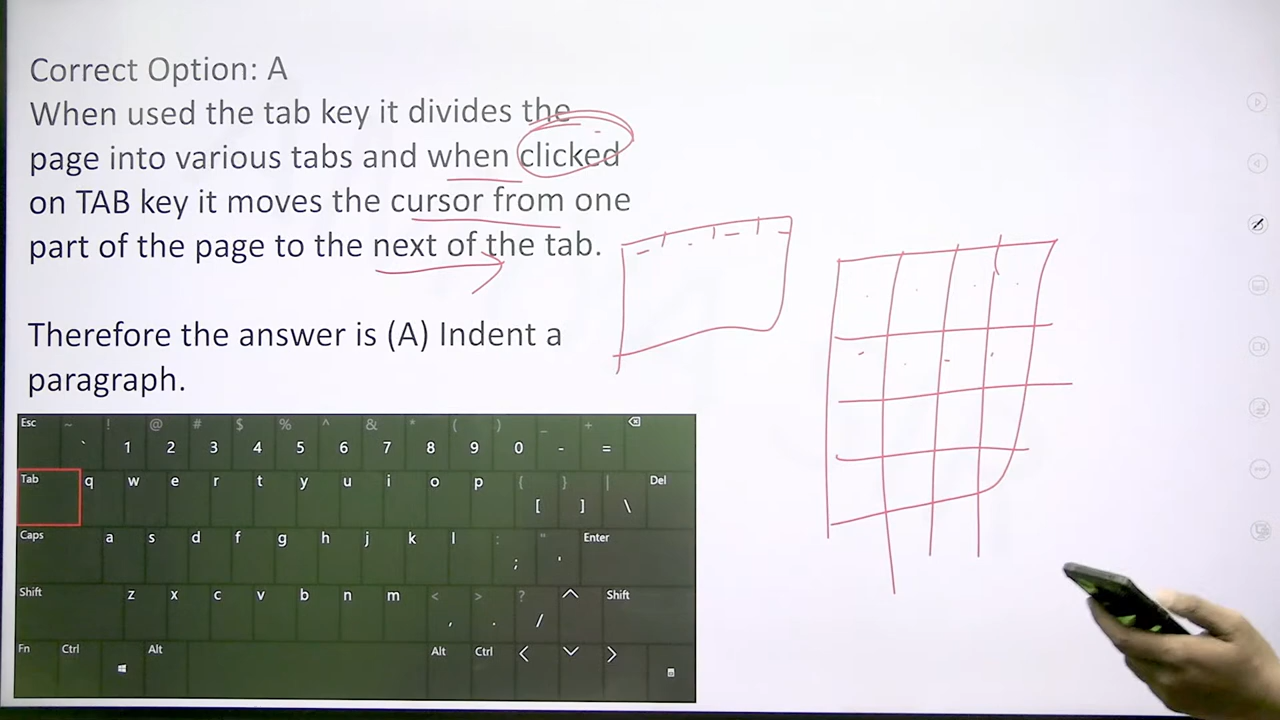 Correct Option: A
When used the tab key it divides the
page into various tabs and when clicked
on TAB key it moves the cursor from one
part of the page to the next of the tab.
Therefore the answer is (A) Indent a
paragraph.
Esc ~ ! @ # $ % ^ & * ( ) _ +
` 1 2 3 4 5 6 7 8 9 0 - =
Tab q w e r t y u i o p { } | Del
[ ] \
Caps a s d f g h j k l : " Enter
; '
Shift z x c v b n m < > ? Shift
, . /
Fn Ctrl Alt Alt Ctrl